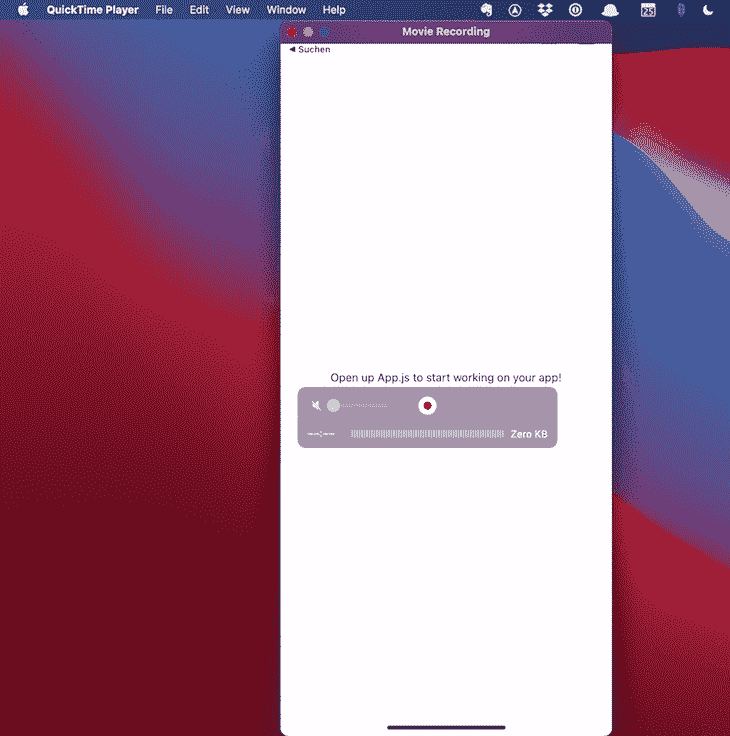 QuickTime Player File Edit View Window Help 25
Movie Recording
◀ Suchen
Open up App.js to start working on your app!
--:-- Zero KB